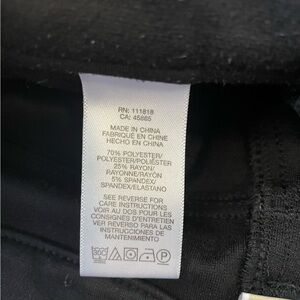 RN: 111818
CA: 45665
MADE IN CHINA
FABRIQUÉ EN CHINE
HECHO EN CHINA
70% POLYESTER/
POLYESTER/POLIÉSTER
25% RAYON/
RAYONNE/RAYÓN
5% SPANDEX/
SPANDEX/ELASTANO
SEE REVERSE FOR
CARE INSTRUCTIONS
VOIR AU DOS POUR LES
CONSIGNES D'ENTRETIEN
VER REVERSO PARA LAS
INSTRUCCIONES DE
MANTENIMIENTO
P